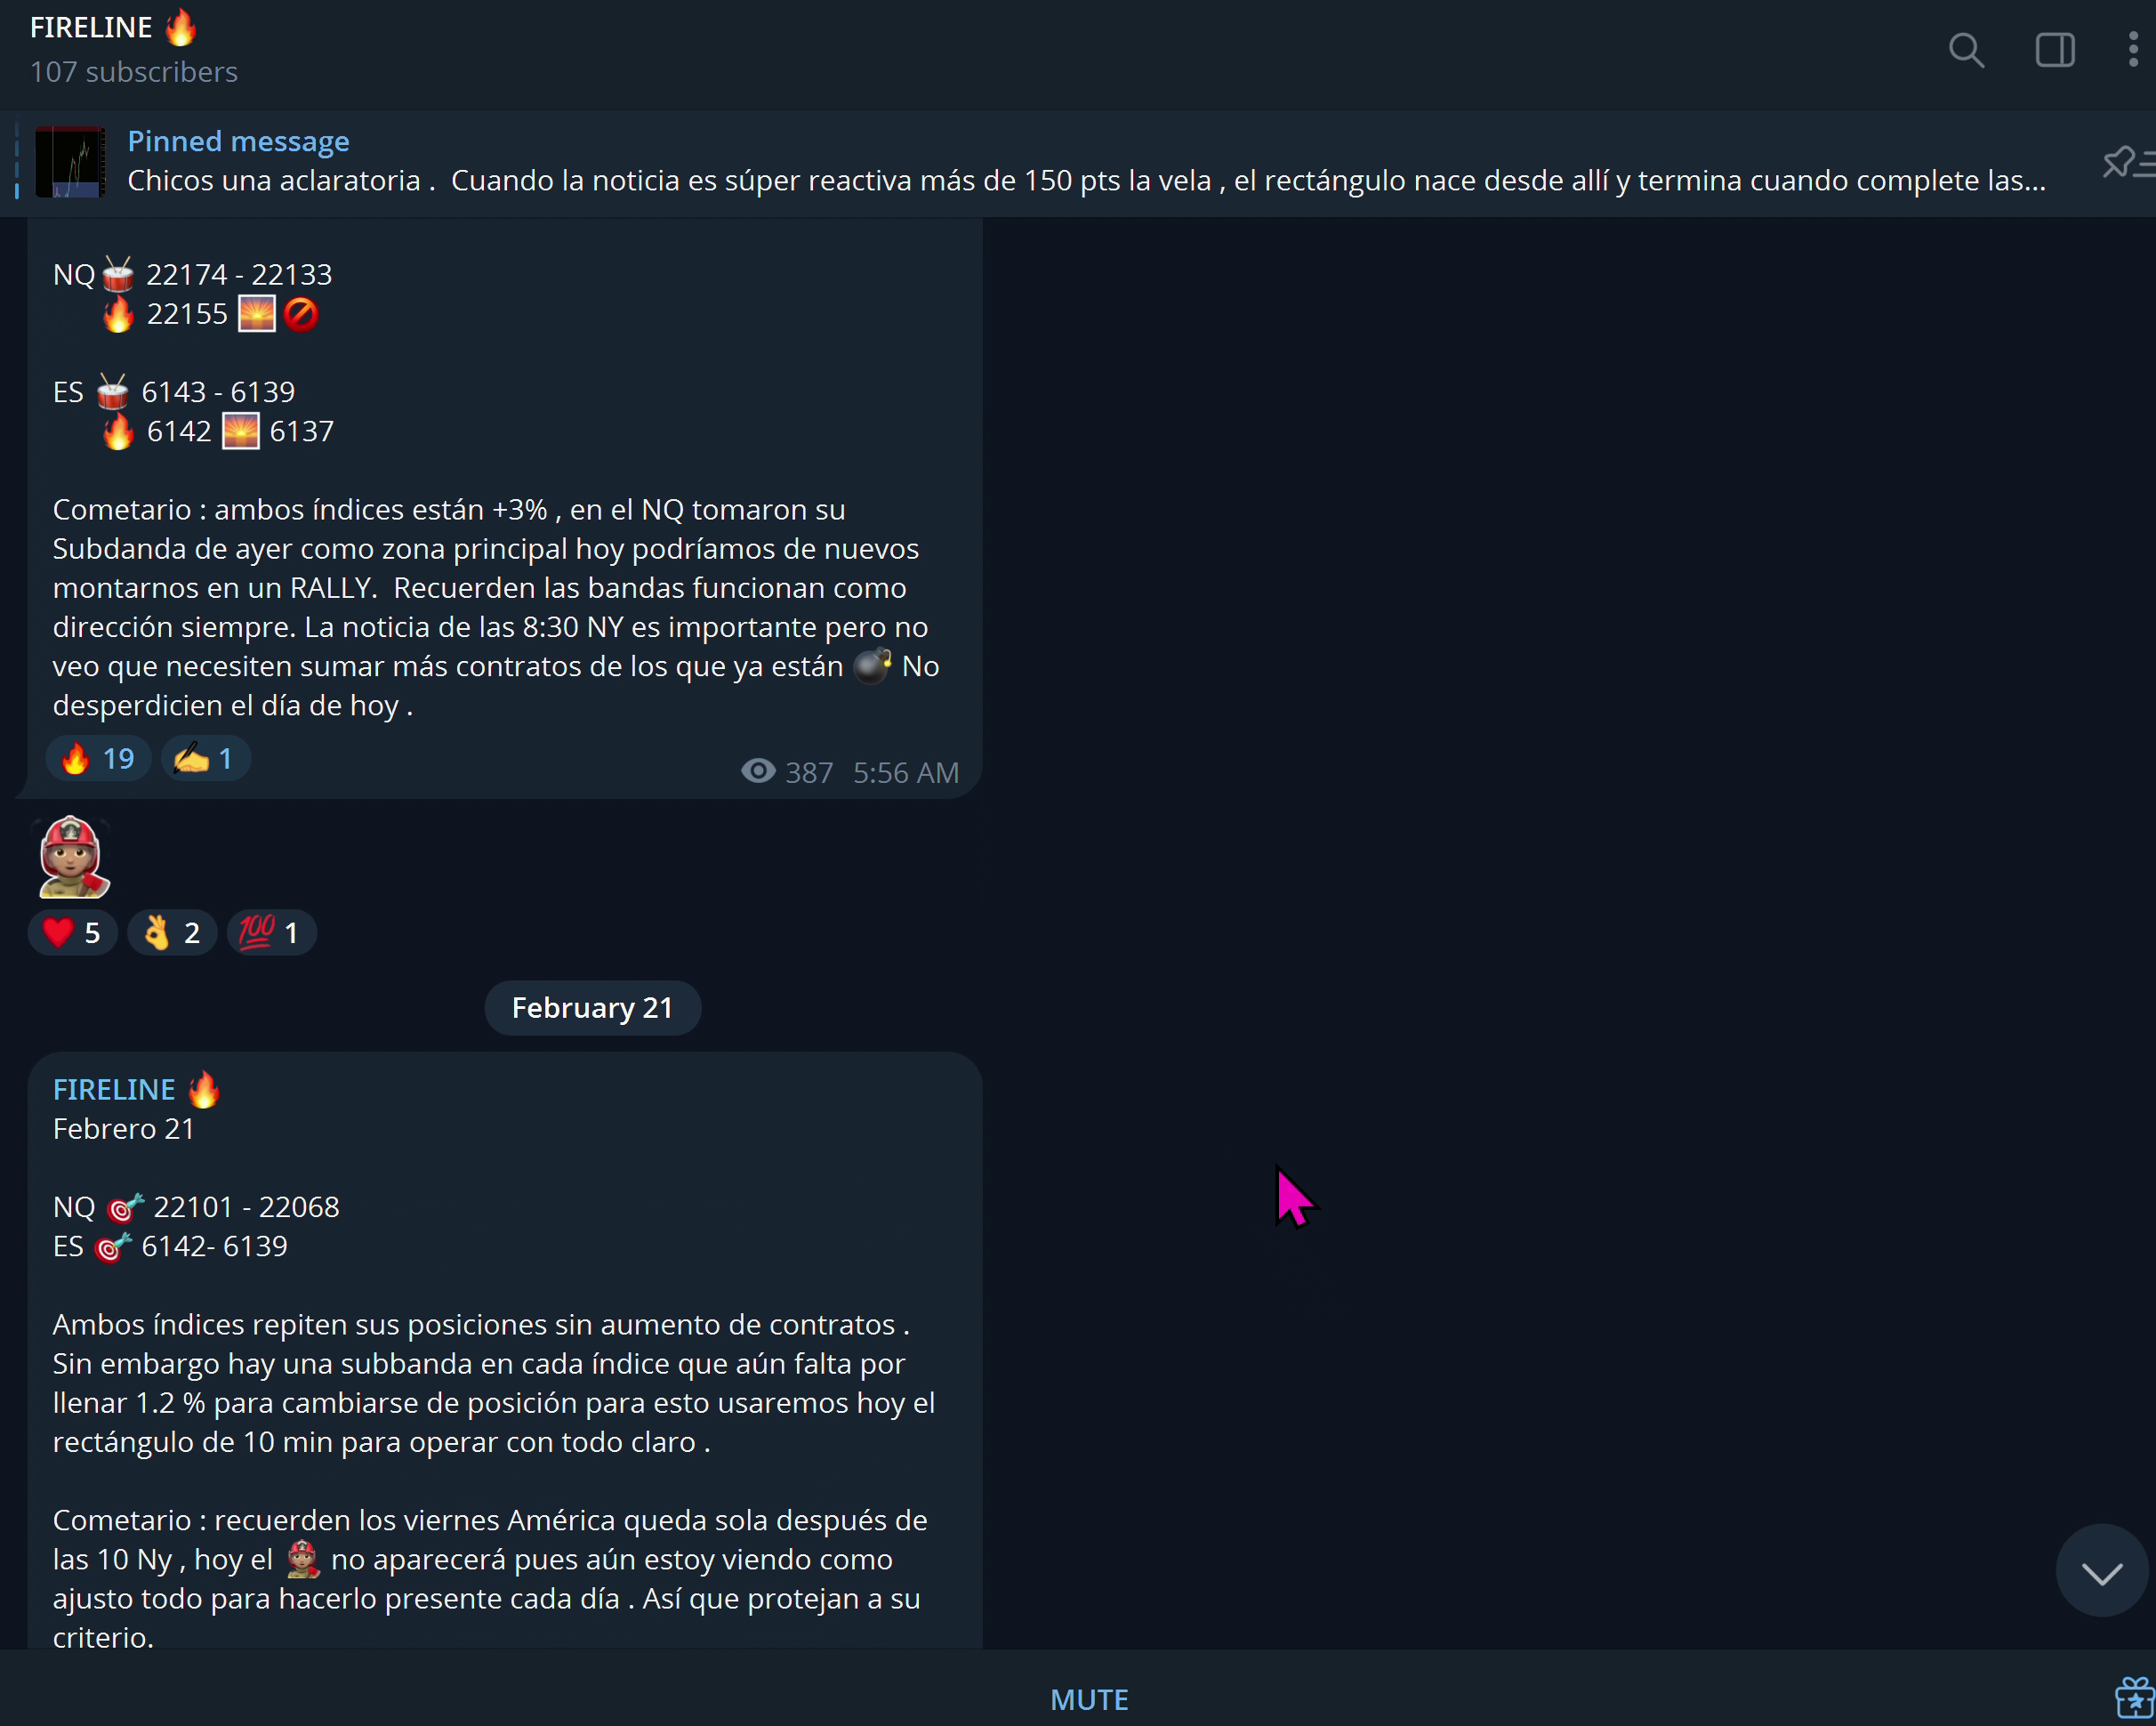 FIRELINE 🔥
107 subscribers
Pinned message
Chicos una aclaratoria .  Cuando la noticia es súper reactiva más de 150 pts la vela , el rectángulo nace desde allí y termina cuando complete las...
NQ🥁 22174 - 22133
🔥 22155 🌅🚫
ES 🥁 6143 - 6139
🔥 6142 🌅 6137
Cometario : ambos índices están +3% , en el NQ tomaron su
Subdanda de ayer como zona principal hoy podríamos de nuevos
montarnos en un RALLY.  Recuerden las bandas funcionan como
dirección siempre. La noticia de las 8:30 NY es importante pero no
veo que necesiten sumar más contratos de los que ya están 💣 No
desperdicien el día de hoy .
🔥 19 ✍️ 1
387 5:56 AM
❤️ 5 👌 2 💯 1
February 21
FIRELINE 🔥
Febrero 21
NQ 🎯 22101 - 22068
ES 🎯 6142- 6139
Ambos índices repiten sus posiciones sin aumento de contratos .
Sin embargo hay una subbanda en cada índice que aún falta por
llenar 1.2 % para cambiarse de posición para esto usaremos hoy el
rectángulo de 10 min para operar con todo claro .
Cometario : recuerden los viernes América queda sola después de
las 10 Ny , hoy el 🧑🏽‍🚒 no aparecerá pues aún estoy viendo como
ajusto todo para hacerlo presente cada día . Así que protejan a su
criterio.
MUTE